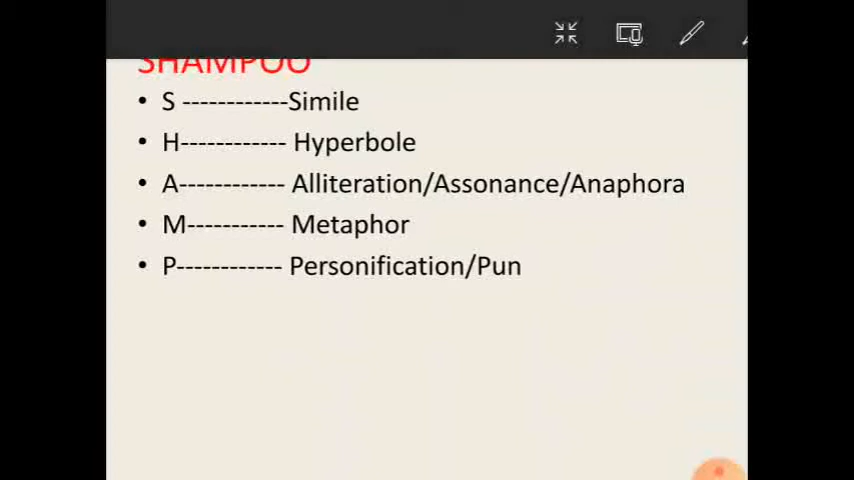 SHAMPOO
• S ------------Simile
• H------------ Hyperbole
• A------------ Alliteration/Assonance/Anaphora
• M----------- Metaphor
• P------------ Personification/Pun